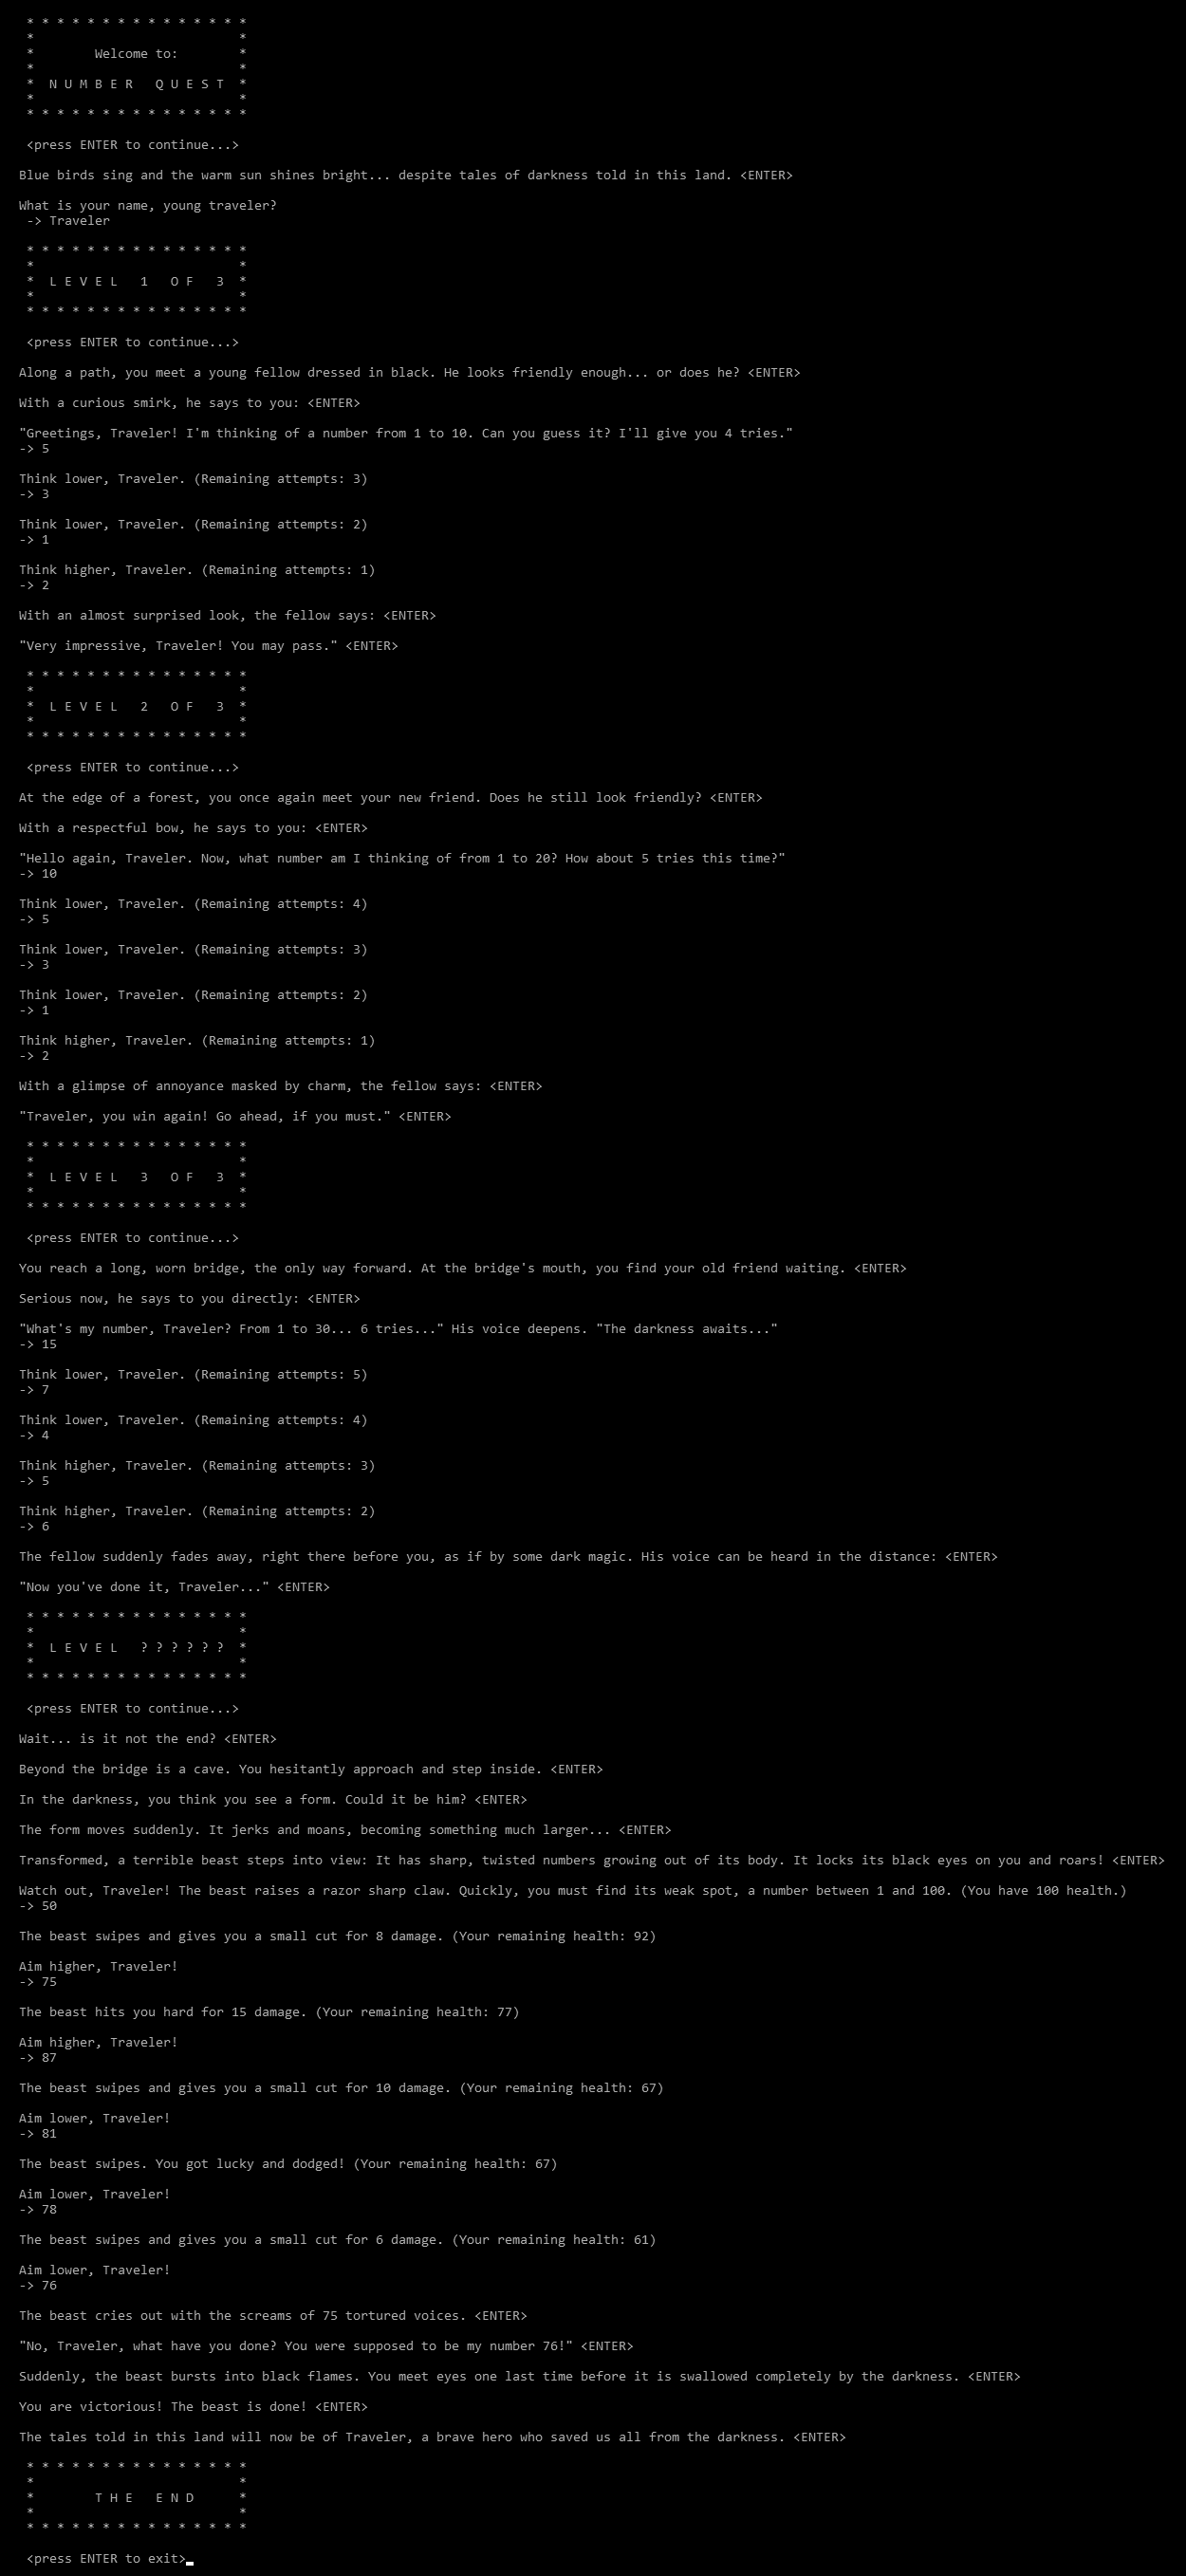 * * * * * * * * * * * * * * *
*                           *
*        Welcome to:        *
*                           *
*  N U M B E R   Q U E S T  *
*                           *
* * * * * * * * * * * * * * *
<press ENTER to continue...>
Blue birds sing and the warm sun shines bright... despite tales of darkness told in this land. <ENTER>
What is your name, young traveler?
-> Traveler
* * * * * * * * * * * * * * *
*                           *
*  L E V E L   1   O F   3  *
*                           *
* * * * * * * * * * * * * * *
<press ENTER to continue...>
Along a path, you meet a young fellow dressed in black. He looks friendly enough... or does he? <ENTER>
With a curious smirk, he says to you: <ENTER>
"Greetings, Traveler! I'm thinking of a number from 1 to 10. Can you guess it? I'll give you 4 tries."
-> 5
Think lower, Traveler. (Remaining attempts: 3)
-> 3
Think lower, Traveler. (Remaining attempts: 2)
-> 1
Think higher, Traveler. (Remaining attempts: 1)
-> 2
With an almost surprised look, the fellow says: <ENTER>
"Very impressive, Traveler! You may pass." <ENTER>
* * * * * * * * * * * * * * *
*                           *
*  L E V E L   2   O F   3  *
*                           *
* * * * * * * * * * * * * * *
<press ENTER to continue...>
At the edge of a forest, you once again meet your new friend. Does he still look friendly? <ENTER>
With a respectful bow, he says to you: <ENTER>
"Hello again, Traveler. Now, what number am I thinking of from 1 to 20? How about 5 tries this time?"
-> 10
Think lower, Traveler. (Remaining attempts: 4)
-> 5
Think lower, Traveler. (Remaining attempts: 3)
-> 3
Think lower, Traveler. (Remaining attempts: 2)
-> 1
Think higher, Traveler. (Remaining attempts: 1)
-> 2
With a glimpse of annoyance masked by charm, the fellow says: <ENTER>
"Traveler, you win again! Go ahead, if you must." <ENTER>
* * * * * * * * * * * * * * *
*                           *
*  L E V E L   3   O F   3  *
*                           *
* * * * * * * * * * * * * * *
<press ENTER to continue...>
You reach a long, worn bridge, the only way forward. At the bridge's mouth, you find your old friend waiting. <ENTER>
Serious now, he says to you directly: <ENTER>
"What's my number, Traveler? From 1 to 30... 6 tries..." His voice deepens. "The darkness awaits..."
-> 15
Think lower, Traveler. (Remaining attempts: 5)
-> 7
Think lower, Traveler. (Remaining attempts: 4)
-> 4
Think higher, Traveler. (Remaining attempts: 3)
-> 5
Think higher, Traveler. (Remaining attempts: 2)
-> 6
The fellow suddenly fades away, right there before you, as if by some dark magic. His voice can be heard in the distance: <ENTER>
"Now you've done it, Traveler..." <ENTER>
* * * * * * * * * * * * * * *
*                           *
*  L E V E L   ? ? ? ? ? ?  *
*                           *
* * * * * * * * * * * * * * *
<press ENTER to continue...>
Wait... is it not the end? <ENTER>
Beyond the bridge is a cave. You hesitantly approach and step inside. <ENTER>
In the darkness, you think you see a form. Could it be him? <ENTER>
The form moves suddenly. It jerks and moans, becoming something much larger... <ENTER>
Transformed, a terrible beast steps into view: It has sharp, twisted numbers growing out of its body. It locks its black eyes on you and roars! <ENTER>
Watch out, Traveler! The beast raises a razor sharp claw. Quickly, you must find its weak spot, a number between 1 and 100. (You have 100 health.)
-> 50
The beast swipes and gives you a small cut for 8 damage. (Your remaining health: 92)
Aim higher, Traveler!
-> 75
The beast hits you hard for 15 damage. (Your remaining health: 77)
Aim higher, Traveler!
-> 87
The beast swipes and gives you a small cut for 10 damage. (Your remaining health: 67)
Aim lower, Traveler!
-> 81
The beast swipes. You got lucky and dodged! (Your remaining health: 67)
Aim lower, Traveler!
-> 78
The beast swipes and gives you a small cut for 6 damage. (Your remaining health: 61)
Aim lower, Traveler!
-> 76
The beast cries out with the screams of 75 tortured voices. <ENTER>
"No, Traveler, what have you done? You were supposed to be my number 76!" <ENTER>
Suddenly, the beast bursts into black flames. You meet eyes one last time before it is swallowed completely by the darkness. <ENTER>
You are victorious! The beast is done! <ENTER>
The tales told in this land will now be of Traveler, a brave hero who saved us all from the darkness. <ENTER>
* * * * * * * * * * * * * * *
*                           *
*        T H E   E N D      *
*                           *
* * * * * * * * * * * * * * *
<press ENTER to exit>